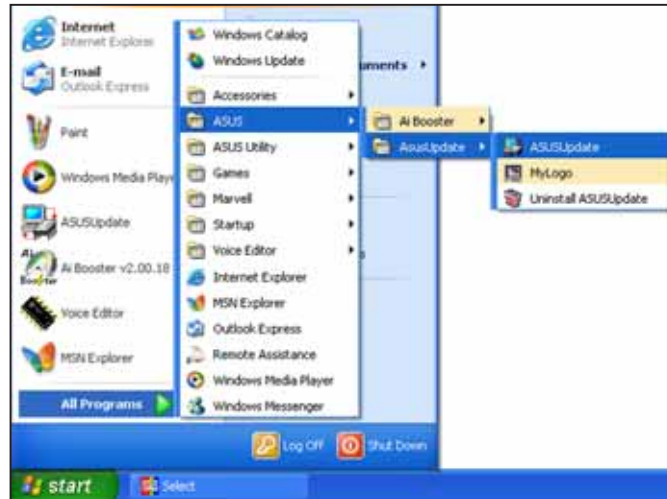 Internet
Internet Explorer
E-mail
Outlook Express
Paint
Windows Media Play
ASUSUpdate
Ai Booster v2.00.18
Voice Editor
MSN Explorer
All Programs
Windows Catalog
Windows Update
Accessories
ASUS
ASUS Utility
Games
Marvell
Startup
Voice Editor
Internet Explorer
MSN Explorer
Outlook Express
Remote Assistance
Windows Media Player
Windows Messenger
uments
s
Ai Booster
AsusUpdate
ASUSUpdate
MyLogo
Uninstall ASUSUpdate
Log Off
Shut Down
start
Select